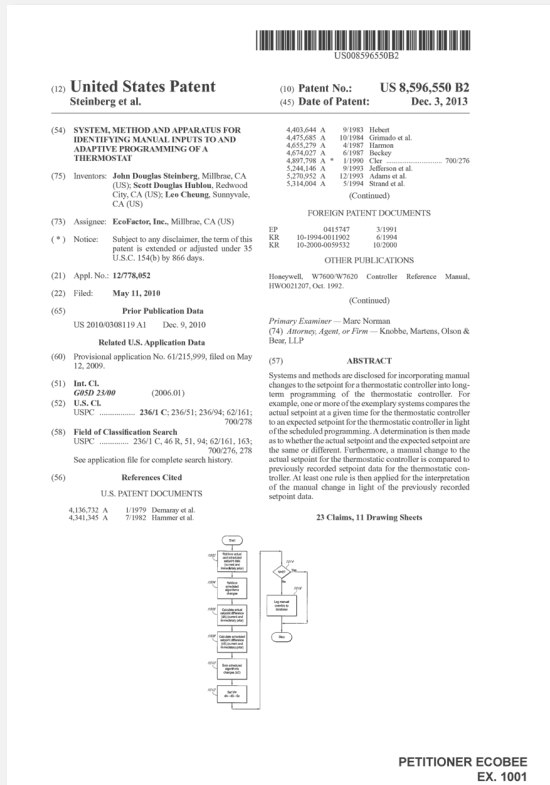 US008596550B2
(12) United States Patent
Steinberg et al.
(10) Patent No.: US 8,596,550 B2
(45) Date of Patent: Dec. 3, 2013
(54) SYSTEM, METHOD AND APPARATUS FOR
IDENTIFYING MANUAL INPUTS TO AND
ADAPTIVE PROGRAMMING OF A
THERMOSTAT
(75) Inventors: John Douglas Steinberg, Millbrae, CA
(US); Scott Douglas Hublou, Redwood
City, CA (US); Leo Cheung, Sunnyvale,
CA (US)
(73) Assignee: EcoFactor, Inc., Millbrae, CA (US)
( * ) Notice: Subject to any disclaimer, the term of this
patent is extended or adjusted under 35
U.S.C. 154(b) by 866 days.
(21) Appl. No.: 12/778,052
(22) Filed: May 11, 2010
(65) Prior Publication Data
US 2010/0308119 A1 Dec. 9, 2010
Related U.S. Application Data
(60) Provisional application No. 61/215,999, filed on May
12, 2009.
(51) Int. Cl.
G05D 23/00 (2006.01)
(52) U.S. Cl.
USPC .................. 236/1 C; 236/51; 236/94; 62/161;
700/278
(58) Field of Classification Search
USPC .............. 236/1 C, 46 R, 51, 94; 62/161, 163;
700/276, 278
See application file for complete search history.
(56) References Cited
U.S. PATENT DOCUMENTS
4,136,732 A 1/1979 Demaray et al.
4,341,345 A 7/1982 Hammer et al.
4,403,644 A 9/1983 Hebert
4,475,685 A 10/1984 Grimado et al.
4,655,279 A 4/1987 Harmon
4,674,027 A 6/1987 Beckey
4,897,798 A * 1/1990 Cler ........................... 700/276
5,244,146 A 9/1993 Jefferson et al.
5,270,952 A 12/1993 Adams et al.
5,314,004 A 5/1994 Strand et al.
(Continued)
FOREIGN PATENT DOCUMENTS
EP 0415747 3/1991
KR 10-1994-0011902 6/1994
KR 10-2000-0059532 10/2000
OTHER PUBLICATIONS
Honeywell, W7600/W7620 Controller Reference Manual,
HWO021207, Oct. 1992.
(Continued)
Primary Examiner — Marc Norman
(74) Attorney, Agent, or Firm — Knobbe, Martens, Olson &
Bear, LLP
(57) ABSTRACT
Systems and methods are disclosed for incorporating manual
changes to the setpoint for a thermostatic controller into long-
term programming of the thermostatic controller. For
example, one or more of the exemplary systems compares the
actual setpoint at a given time for the thermostatic controller
to an expected setpoint for the thermostatic controller in light
of the scheduled programming. A determination is then made
as to whether the actual setpoint and the expected setpoint are
the same or different. Furthermore, a manual change to the
actual setpoint for the thermostatic controller is compared to
previously recorded setpoint data for the thermostatic con-
troller. At least one rule is then applied for the interpretation
of the manual change in light of the previously recorded
setpoint data.
23 Claims, 11 Drawing Sheets
Start
Stop
PETITIONER ECOBEE
EX. 1001